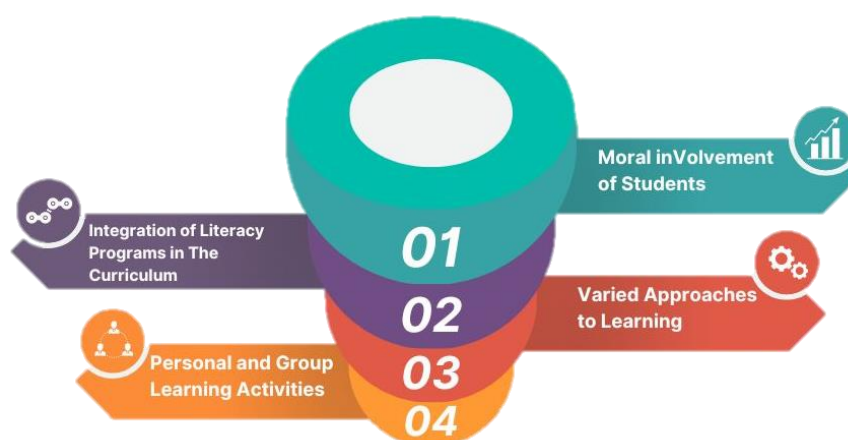 Moral inVolvement
of Students
01
Integration of Literacy
Programs in The
Curriculum
02
Varied Approaches
to Learning
03
Personal and Group
Learning Activities
04